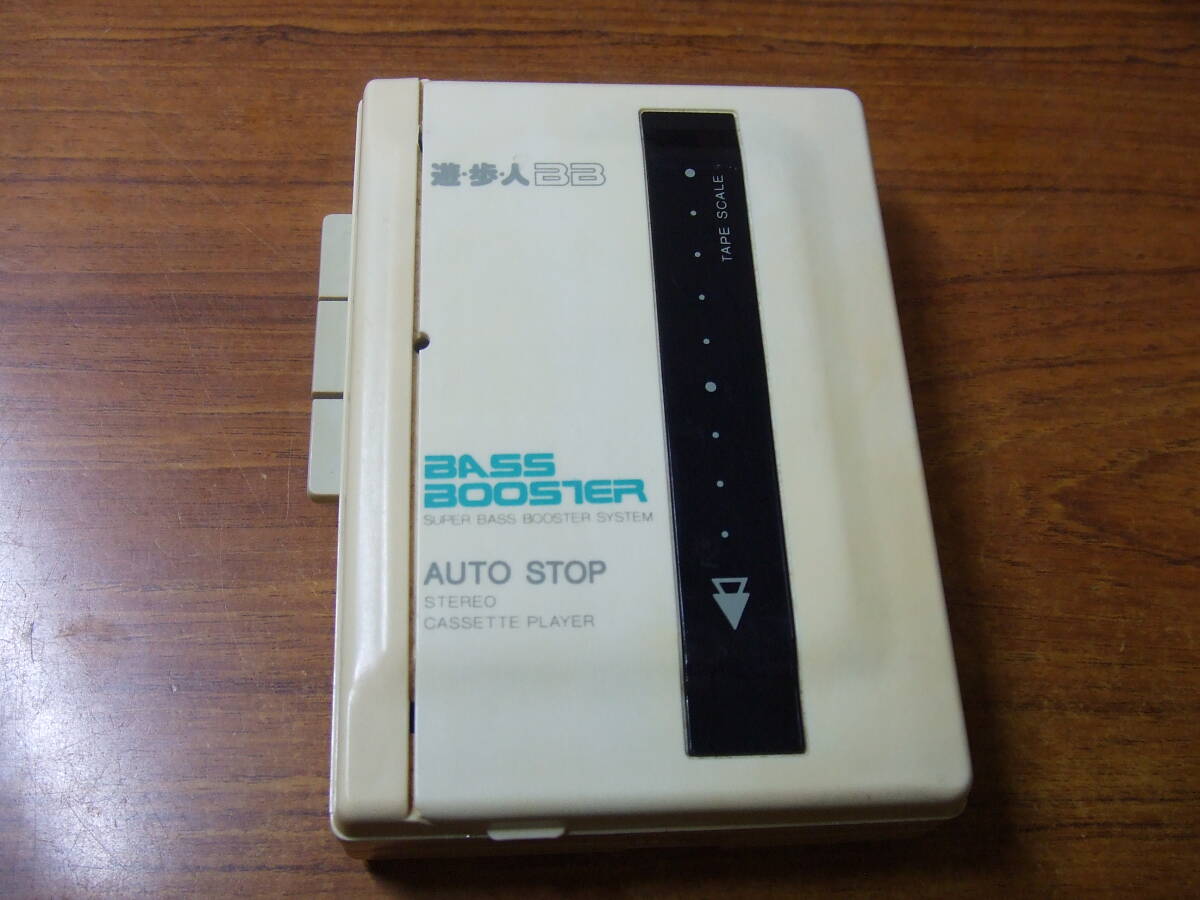 遊·歩·人BB
TAPE SCALE
BASS
BOOSTER
SUPER BASS BOOSTER SYSTEM
AUTO STOP
STEREO
CASSETTE PLAYER